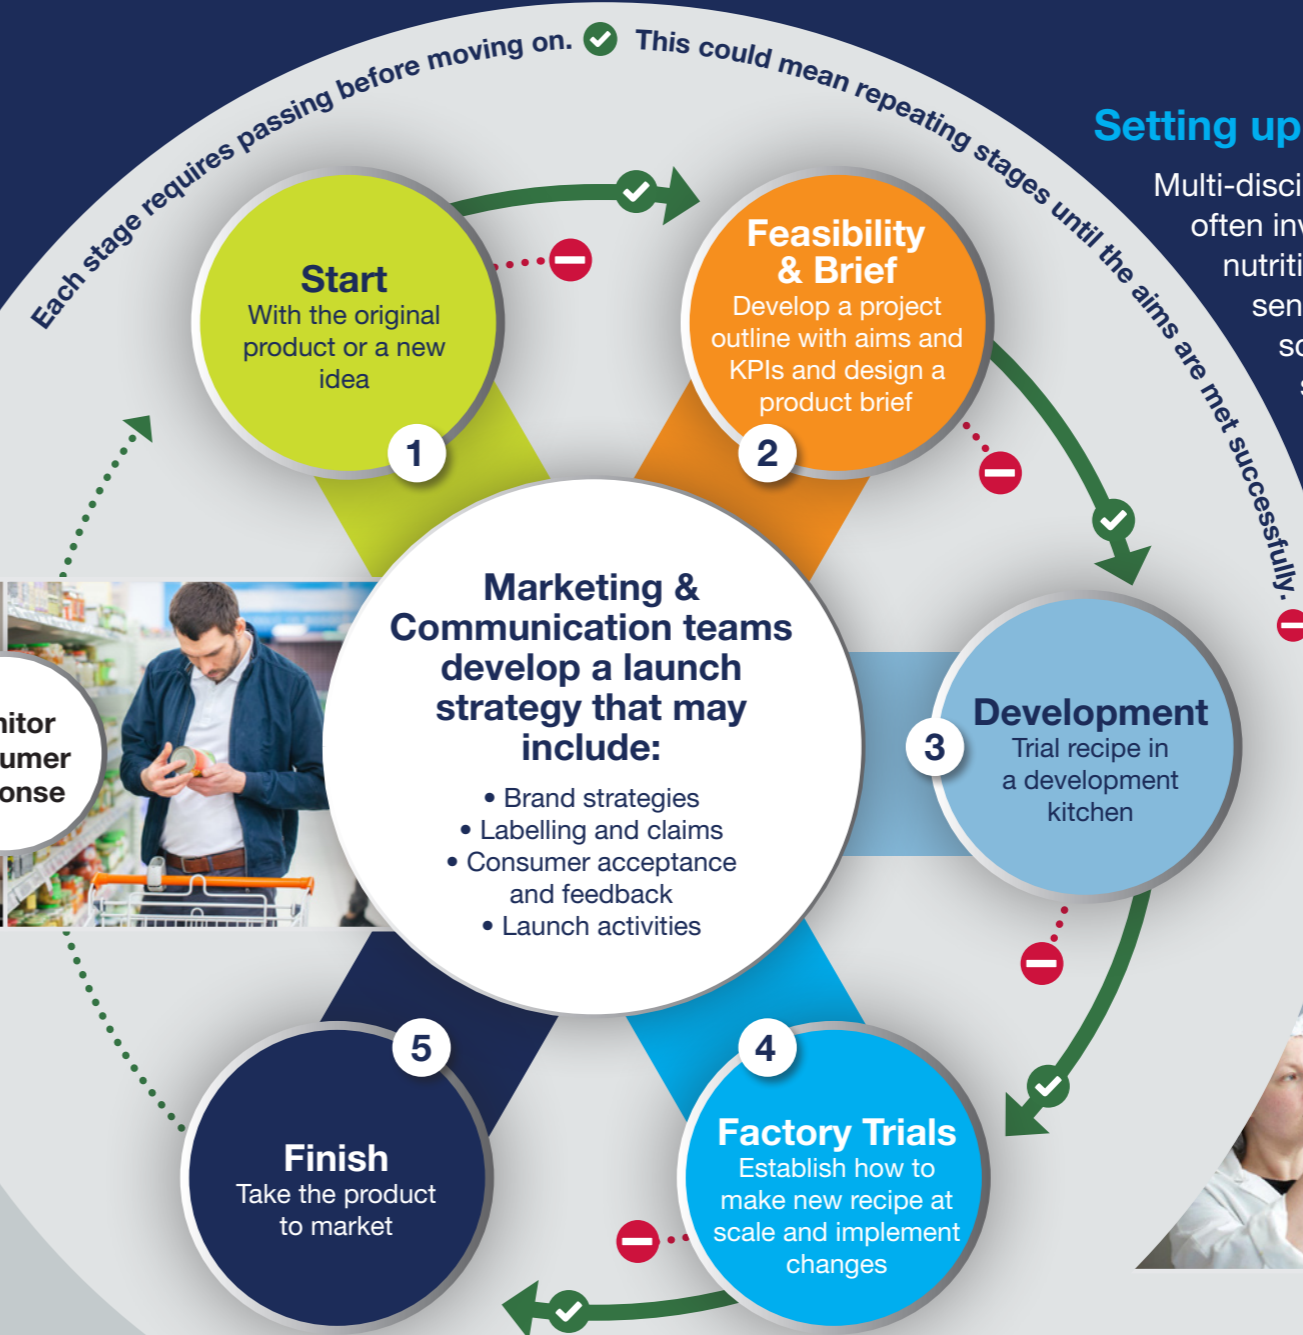 Each stage requires passing before moving on. This could mean repeating stages until the aims are met successfully.
Setting up
Multi-disci
often inv
nutriti
sen
Start
With the original
product or a new
idea
1
Feasibility
& Brief
Develop a project
outline with aims and
KPIs and design a
product brief
2
Marketing &
Communication teams
develop a launch
strategy that may
include:
• Brand strategies
• Labelling and claims
• Consumer acceptance
and feedback
• Launch activities
3
Development
Trial recipe in
a development
kitchen
nitor
umer
onse
4
Factory Trials
Establish how to
make new recipe at
scale and implement
changes
5
Finish
Take the product
to market